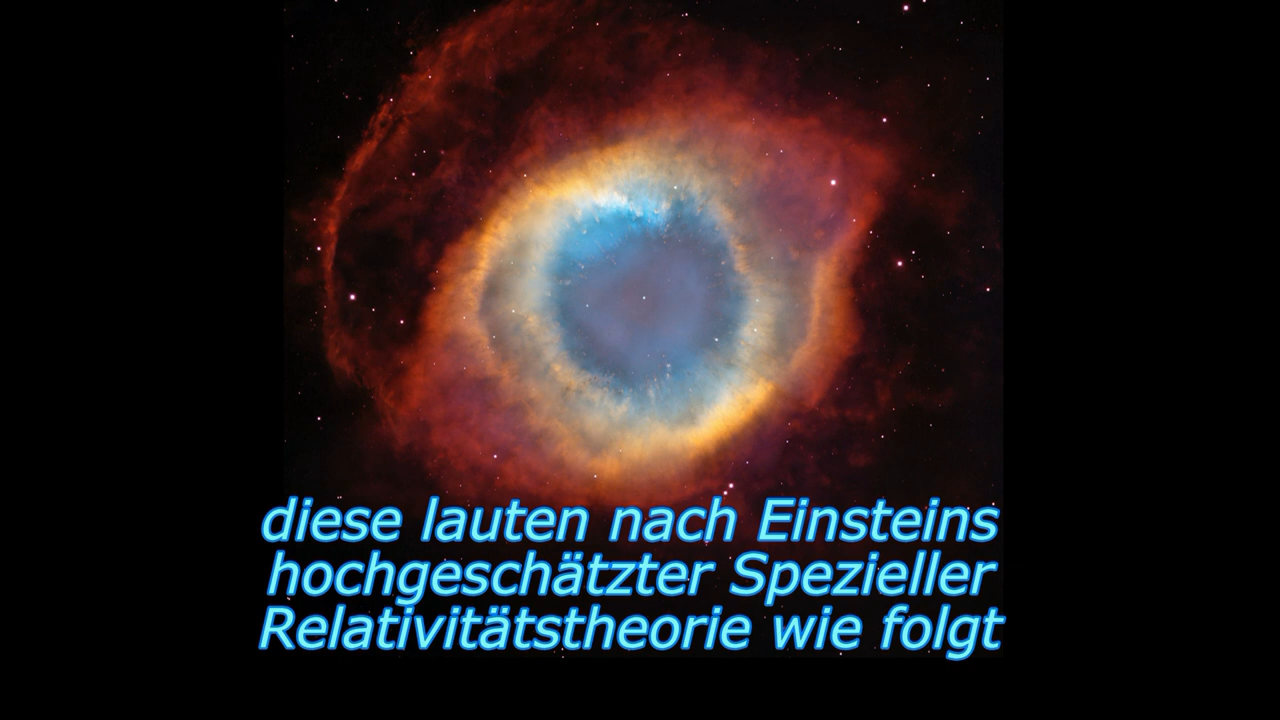 diese lauten nach Einsteins
hochgeschätzter Spezieller
Relativitätstheorie wie folgt